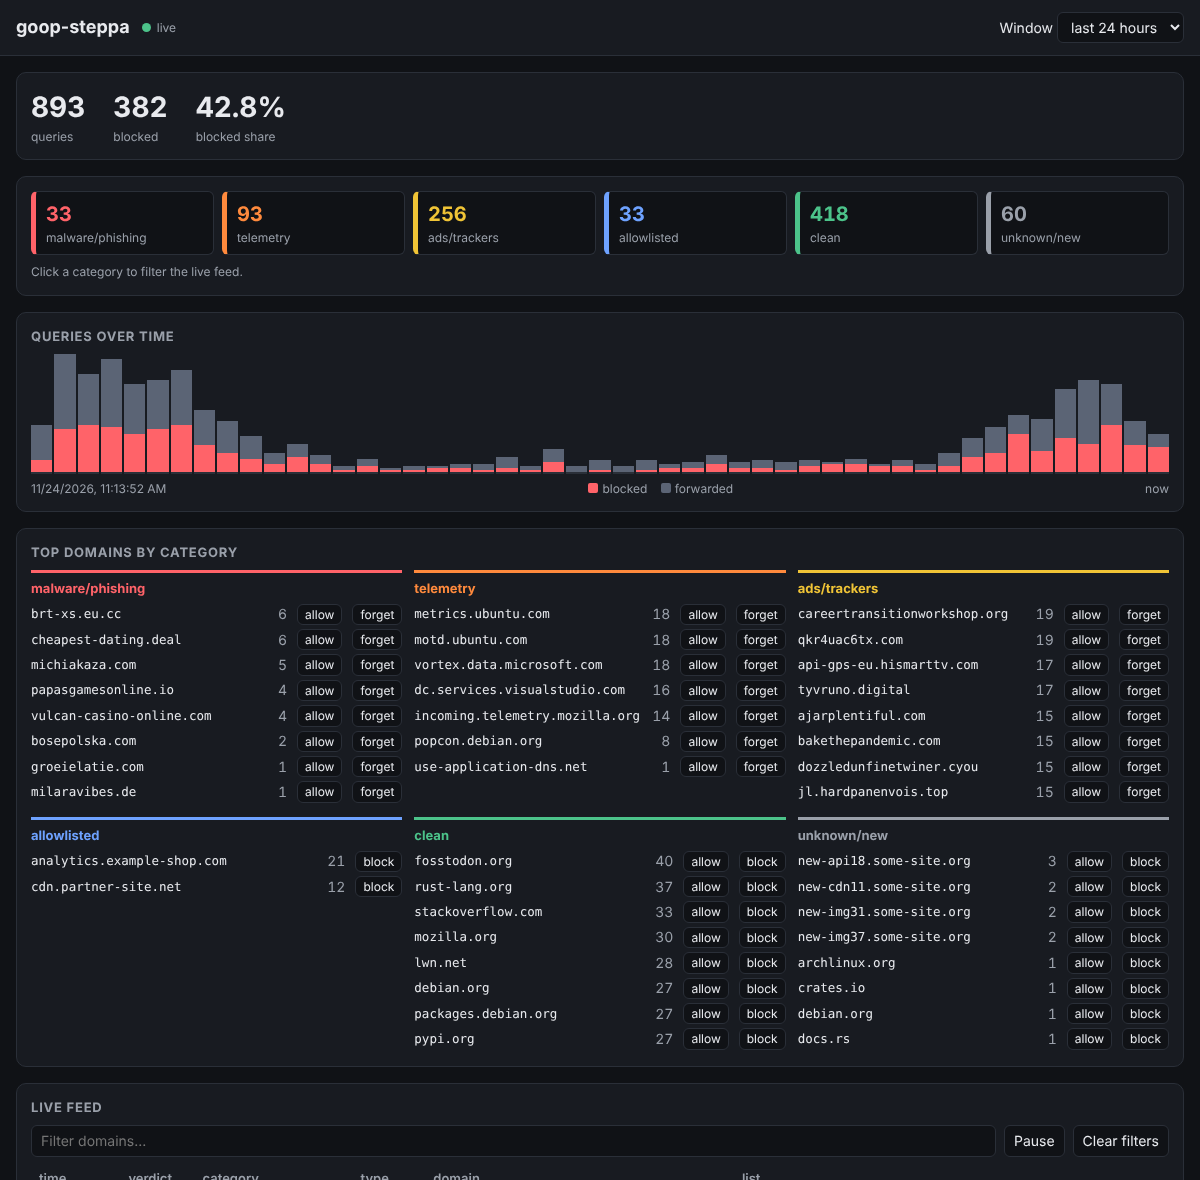 goop-steppa live Window last 24 hours
893 382 42.8%
queries blocked blocked share
33 93 256 33 418 60
malware/phishing telemetry ads/trackers allowlisted clean unknown/new
Click a category to filter the live feed.
QUERIES OVER TIME
11/24/2026, 11:13:52 AM blocked forwarded now
TOP DOMAINS BY CATEGORY
malware/phishing telemetry ads/trackers
brt-xs.eu.cc 6 allow forget metrics.ubuntu.com 18 allow forget careertransitionworkshop.org 19 allow forget
cheapest-dating.deal 6 allow forget motd.ubuntu.com 18 allow forget qkr4uac6tx.com 19 allow forget
michiakaza.com 5 allow forget vortex.data.microsoft.com 18 allow forget api-gps-eu.hismarttv.com 17 allow forget
papasgamesonline.io 4 allow forget dc.services.visualstudio.com 16 allow forget tyvruno.digital 17 allow forget
vulcan-casino-online.com 4 allow forget incoming.telemetry.mozilla.org 14 allow forget ajarplentiful.com 15 allow forget
bosepolska.com 2 allow forget popcon.debian.org 8 allow forget bakethepandemic.com 15 allow forget
groeielatie.com 1 allow forget use-application-dns.net 1 allow forget dozzledunfinetwiner.cyou 15 allow forget
milaravibes.de 1 allow forget jl.hardpanenvois.top 15 allow forget
allowlisted clean unknown/new
analytics.example-shop.com 21 block fosstodon.org 40 allow block new-api18.some-site.org 3 allow block
cdn.partner-site.net 12 block rust-lang.org 37 allow block new-cdn11.some-site.org 2 allow block
stackoverflow.com 33 allow block new-img31.some-site.org 2 allow block
mozilla.org 30 allow block new-img37.some-site.org 2 allow block
lwn.net 28 allow block archlinux.org 1 allow block
debian.org 27 allow block crates.io 1 allow block
packages.debian.org 27 allow block debian.org 1 allow block
pypi.org 27 allow block docs.rs 1 allow block
LIVE FEED
Filter domains... Pause Clear filters
time verdict category type domain list